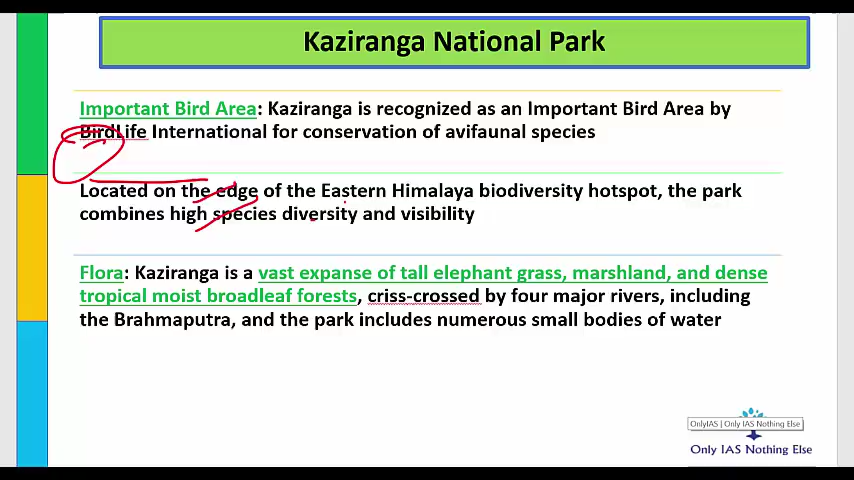 Kaziranga National Park
Important Bird Area: Kaziranga is recognized as an Important Bird Area by
BirdLife International for conservation of avifaunal species
Located on the edge of the Eastern Himalaya biodiversity hotspot, the park
combines high species diversity and visibility
Flora: Kaziranga is a vast expanse of tall elephant grass, marshland, and dense
tropical moist broadleaf forests, criss-crossed by four major rivers, including
the Brahmaputra, and the park includes numerous small bodies of water
OnlyIAS | Only IAS Nothing Else
Only IAS Nothing Else